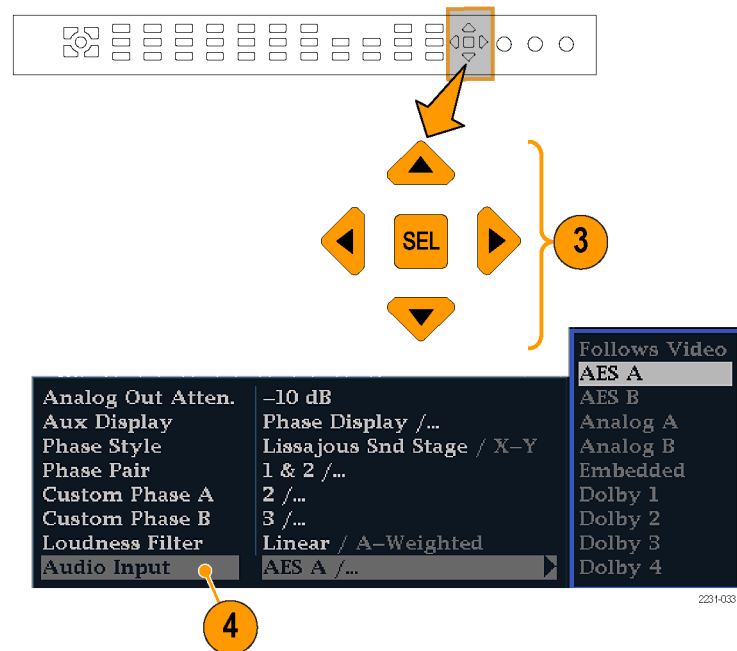 SEL
3
Analog Out Atten. –10 dB
Aux Display Phase Display /...
Phase Style Lissajous Snd Stage / X–Y
Phase Pair 1 & 2 /...
Custom Phase A 2 /...
Custom Phase B 3 /...
Loudness Filter Linear / A–Weighted
Audio Input AES A /...
Follows Video
AES A
AES B
Analog A
Analog B
Embedded
Dolby 1
Dolby 2
Dolby 3
Dolby 4
2231-033
4